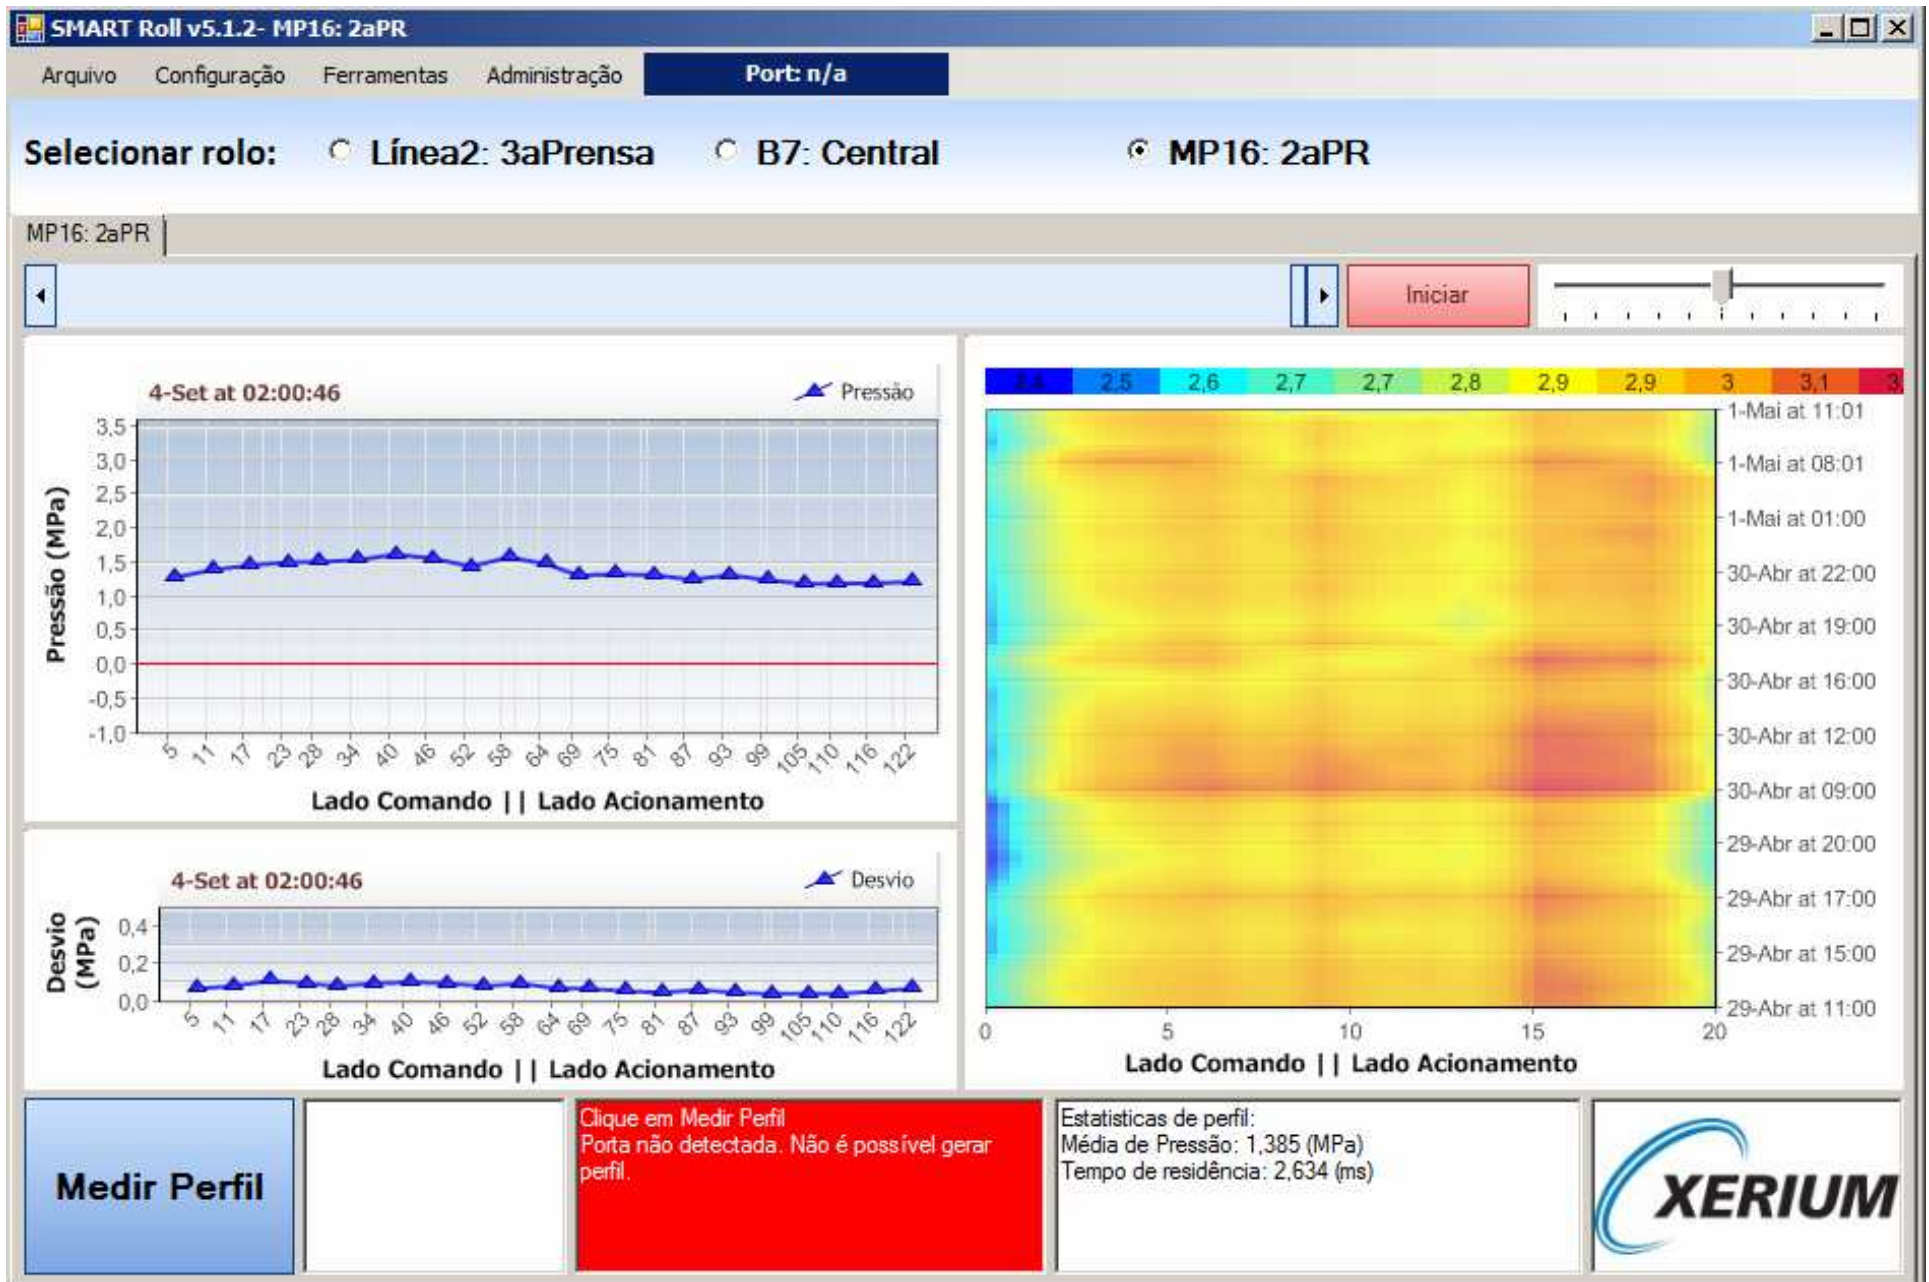 SMART Roll v5.1.2- MP16: 2aPR
Arquivo Configuração Ferramentas Administração Port: n/a
Selecionar rolo: Línea2: 3aPrensa B7: Central MP16: 2aPR
MP16: 2aPR
Iniciar
4-Set at 02:00:46
Pressão
Pressão (MPa)
3,5
3,0
2,5
2,0
1,5
1,0
0,5
0,0
-0,5
-1,0
5 11 17 23 28 34 40 46 52 58 64 69 75 81 87 93 99 105 110 116 122
Lado Comando || Lado Acionamento
4-Set at 02:00:46
Desvio
Desvio
(MPa)
0,4
0,2
0,0
5 11 17 23 28 34 40 46 52 58 64 69 75 81 87 93 99 105 110 116 122
Lado Comando || Lado Acionamento
2,4 2,5 2,6 2,7 2,7 2,8 2,9 2,9 3 3,1
1-Mai at 11:01
1-Mai at 08:01
1-Mai at 01:00
30-Abr at 22:00
30-Abr at 19:00
30-Abr at 16:00
30-Abr at 12:00
30-Abr at 09:00
29-Abr at 20:00
29-Abr at 17:00
29-Abr at 15:00
29-Abr at 11:00
0 5 10 15 20
Lado Comando || Lado Acionamento
Medir Perfil
Clique em Medir Perfil
Porta não detectada. Não é possível gerar
perfil.
Estatisticas de perfil:
Média de Pressão: 1,385 (MPa)
Tempo de residência: 2,634 (ms)
XERIUM